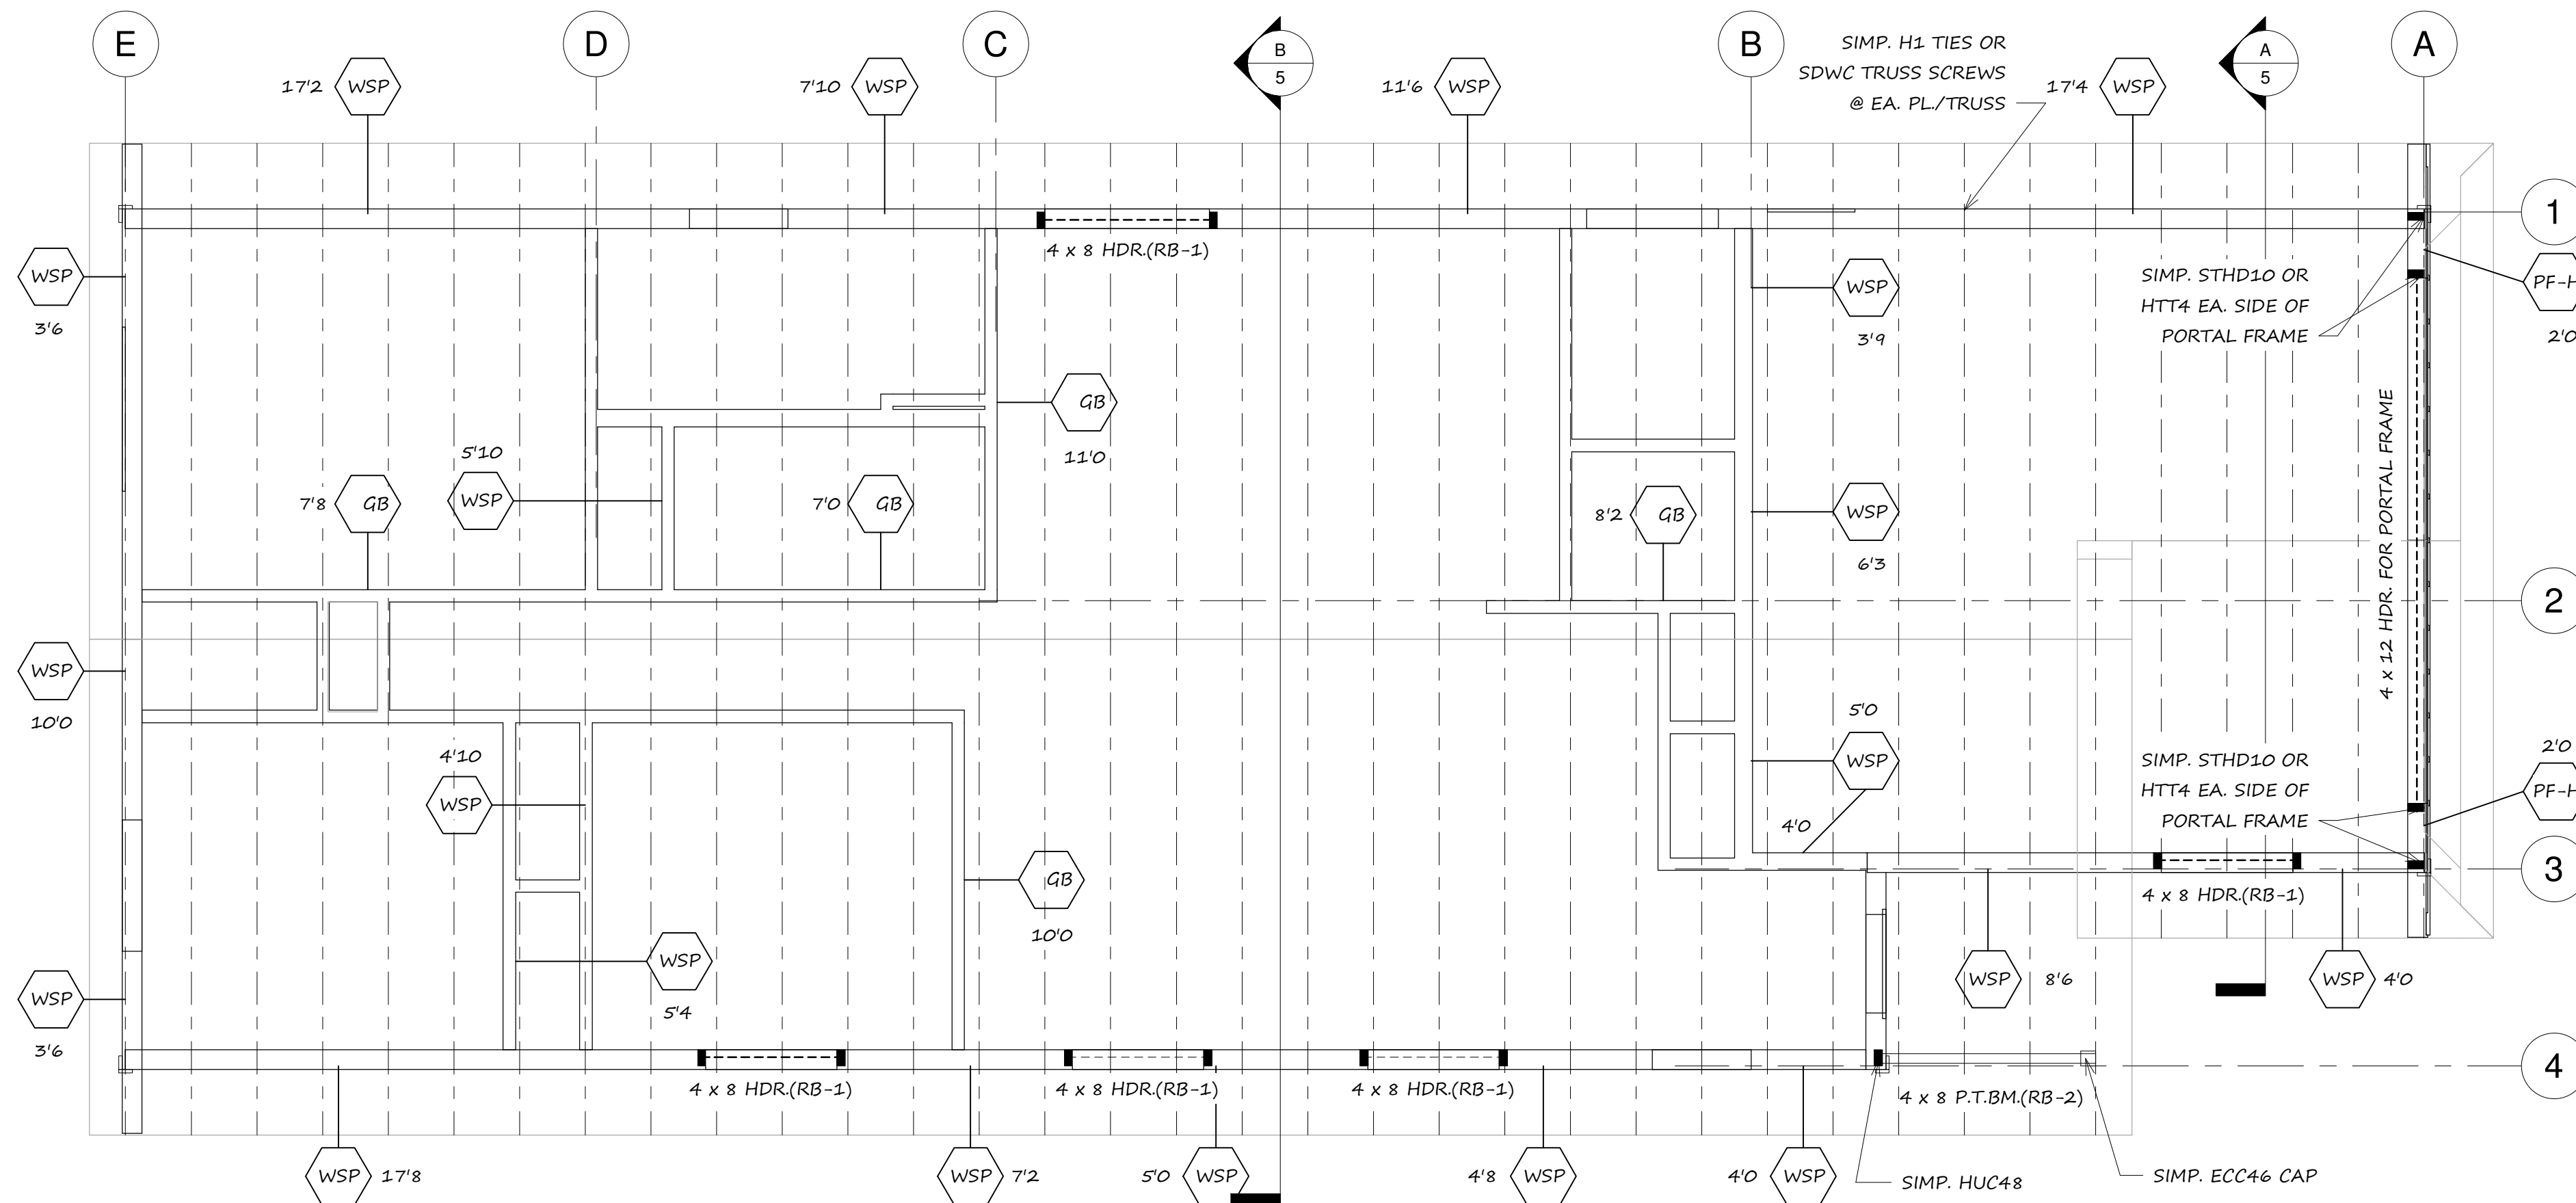 E
D
C
B
5
B
SIMP. H1 TIES OR
SDWC TRUSS SCREWS
@ EA. PL./TRUSS
A
5
A
17'2 WSP
7'10 WSP
11'6 WSP
17'4 WSP
1
4 x 8 HDR.(RB-1)
WSP
3'6
WSP
3'9
SIMP. STHD10 OR
HTT4 EA. SIDE OF
PORTAL FRAME
PF-H
2'0
GB
11'0
4 x 12 HDR. FOR PORTAL FRAME
5'10
WSP
7'8 GB
7'0 GB
8'2 GB
WSP
6'3
2
WSP
10'0
5'0
WSP
4'0
4'10
WSP
SIMP. STHD10 OR
HTT4 EA. SIDE OF
PORTAL FRAME
2'0
PF-H
GB
10'0
3
4 x 8 HDR.(RB-1)
WSP
5'4
WSP
3'6
WSP 8'6
WSP 4'0
4
4 x 8 HDR.(RB-1)
4 x 8 HDR.(RB-1)
4 x 8 HDR.(RB-1)
4 x 8 P.T.BM.(RB-2)
WSP 17'8
WSP 7'2
5'0 WSP
4'8 WSP
4'0 WSP
SIMP. HUC48
SIMP. ECC46 CAP